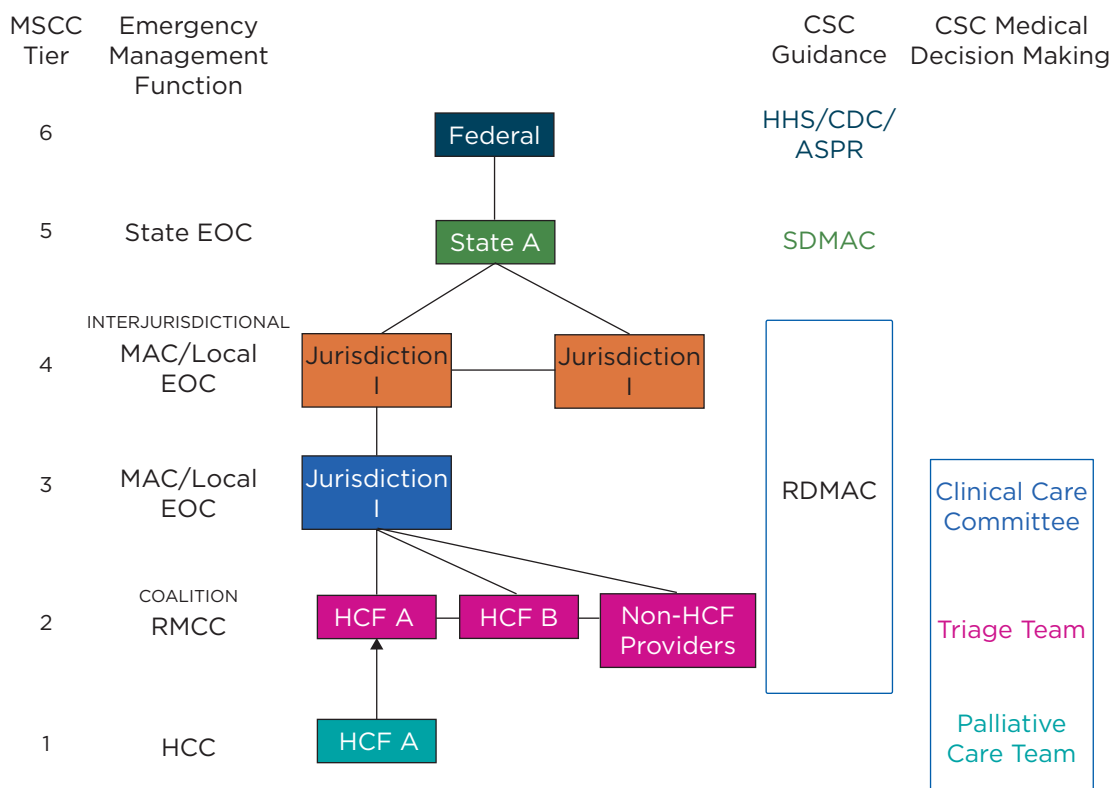 MSCC
Tier
Emergency
Management
Function
CSC
Guidance
CSC Medical
Decision Making
6
Federal
HHS/CDC/
ASPR
5
State EOC
State A
SDMAC
INTERJURISDICTIONAL
4
MAC/Local
EOC
Jurisdiction
I
Jurisdiction
I
3
MAC/Local
EOC
Jurisdiction
I
RDMAC
Clinical Care
Committee
COALITION
2
RMCC
HCF A
HCF B
Non-HCF
Providers
Triage Team
1
HCC
HCF A
Palliative
Care Team